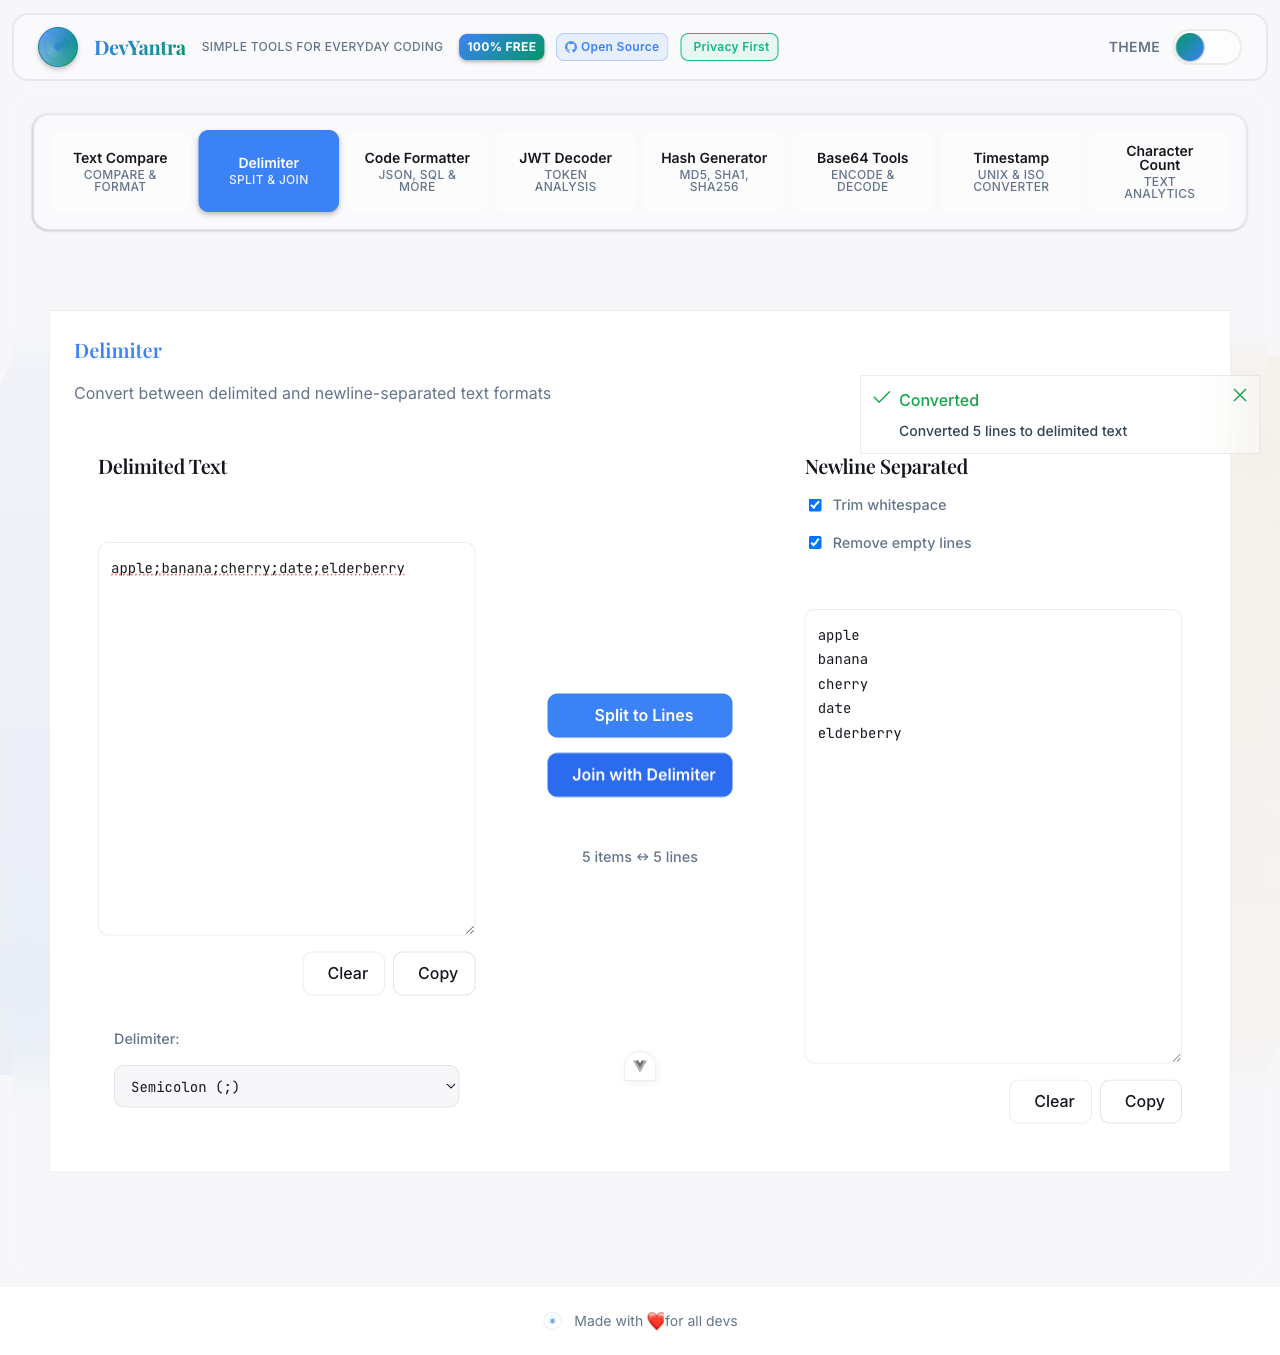 DevYantra
SIMPLE TOOLS FOR EVERYDAY CODING
100% FREE
Open Source
Privacy First
THEME
Text Compare
COMPARE &
FORMAT
Delimiter
SPLIT & JOIN
Code Formatter
JSON, SQL &
MORE
JWT Decoder
TOKEN
ANALYSIS
Hash Generator
MD5, SHA1,
SHA256
Base64 Tools
ENCODE &
DECODE
Timestamp
UNIX & ISO
CONVERTER
Character
Count
TEXT
ANALYTICS
Delimiter
Convert between delimited and newline-separated text formats
Converted
Converted 5 lines to delimited text
Delimited Text
apple;banana;cherry;date;elderberry
Clear
Copy
Delimiter:
Semicolon (;)
Split to Lines
Join with Delimiter
5 items ↔ 5 lines
Newline Separated
Trim whitespace
Remove empty lines
apple
banana
cherry
date
elderberry
Clear
Copy
Made with ❤️for all devs